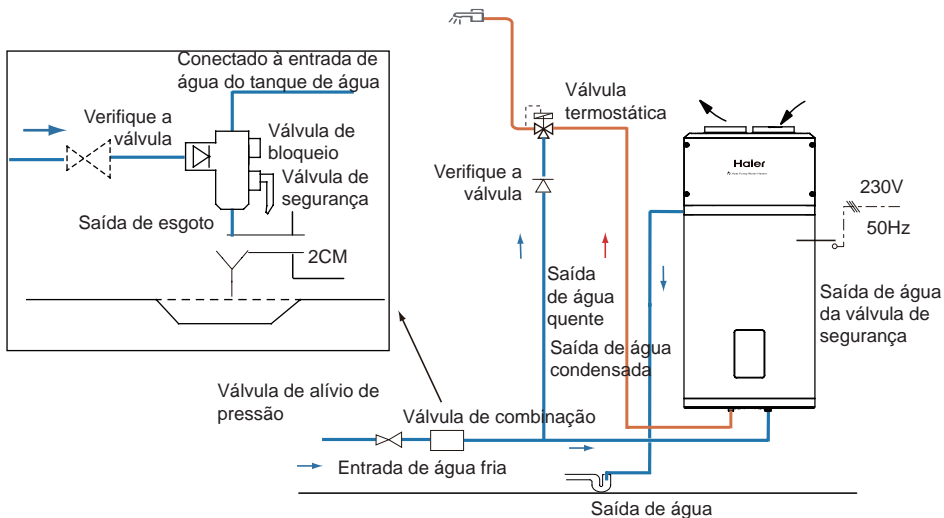 Conectado à entrada de
água do tanque de água
Verifique a
válvula
Válvula de
bloqueio
Válvula de
segurança
Saída de esgoto
2CM
Válvula
termostática
Verifique a
válvula
Haier
230V
50Hz
Saída
de água
quente
Saída de água
condensada
Saída de água
da válvula de
segurança
Válvula de alívio de
pressão
Válvula de combinação
Entrada de água fria
Saída de água